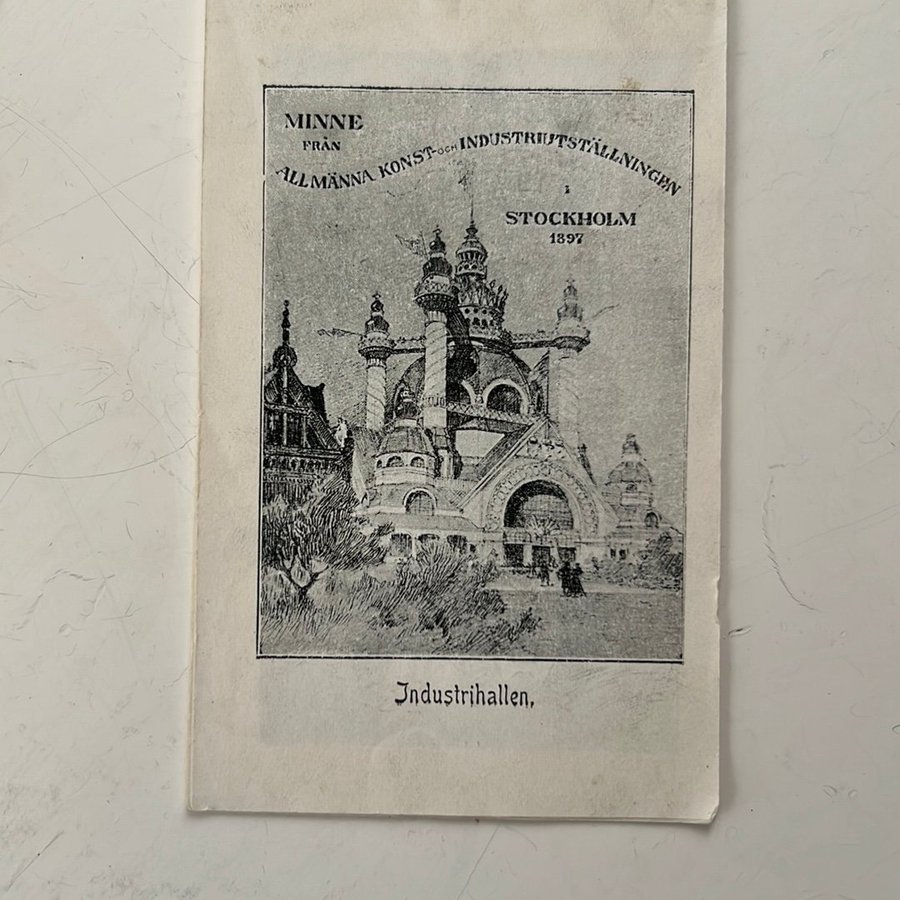 MINNE
FRÅN
ALLMÄNNA KONST- OCH INDUSTRIUTSTÄLLNINGEN
i
STOCKHOLM
1897
Industrihallen.